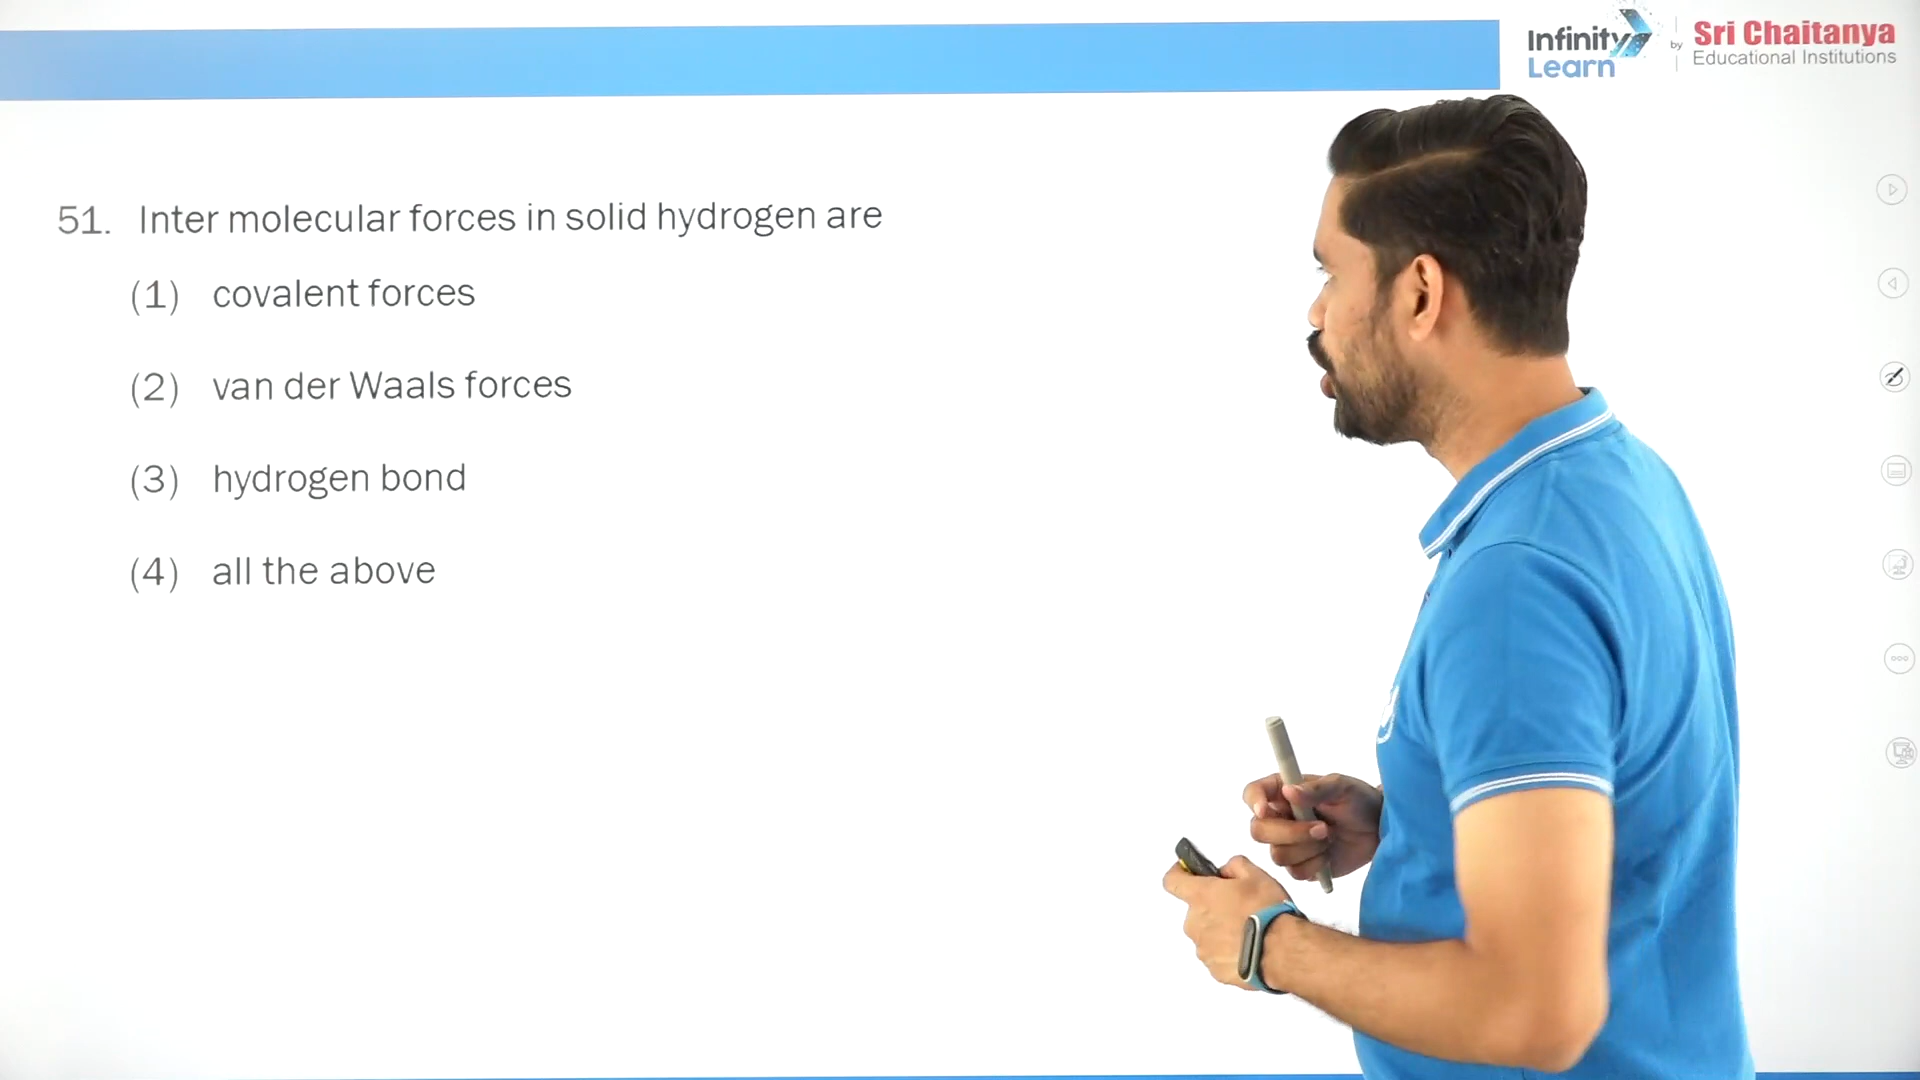 Infinity
Learn
by
Sri Chaitanya
Educational Institutions
51. Inter molecular forces in solid hydrogen are
(1) covalent forces
(2) van der Waals forces
(3) hydrogen bond
(4) all the above